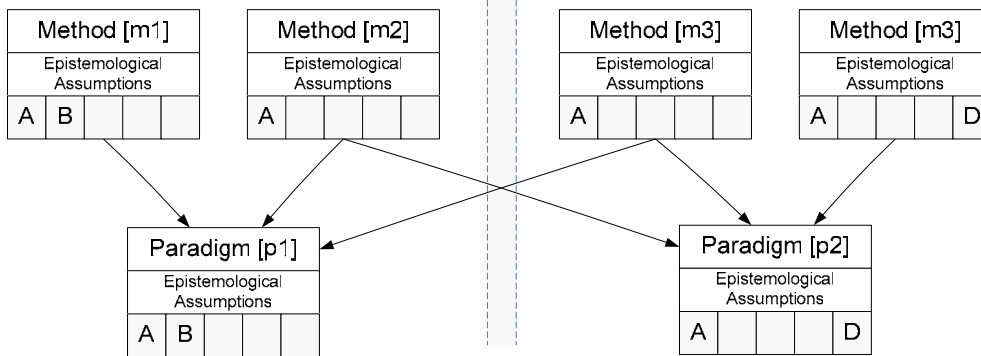 Method [m1]
Epistemological
Assumptions
A B
Method [m2]
Epistemological
Assumptions
A
Method [m3]
Epistemological
Assumptions
A
Method [m3]
Epistemological
Assumptions
A D
Paradigm [p1]
Epistemological
Assumptions
A B
Paradigm [p2]
Epistemological
Assumptions
A D